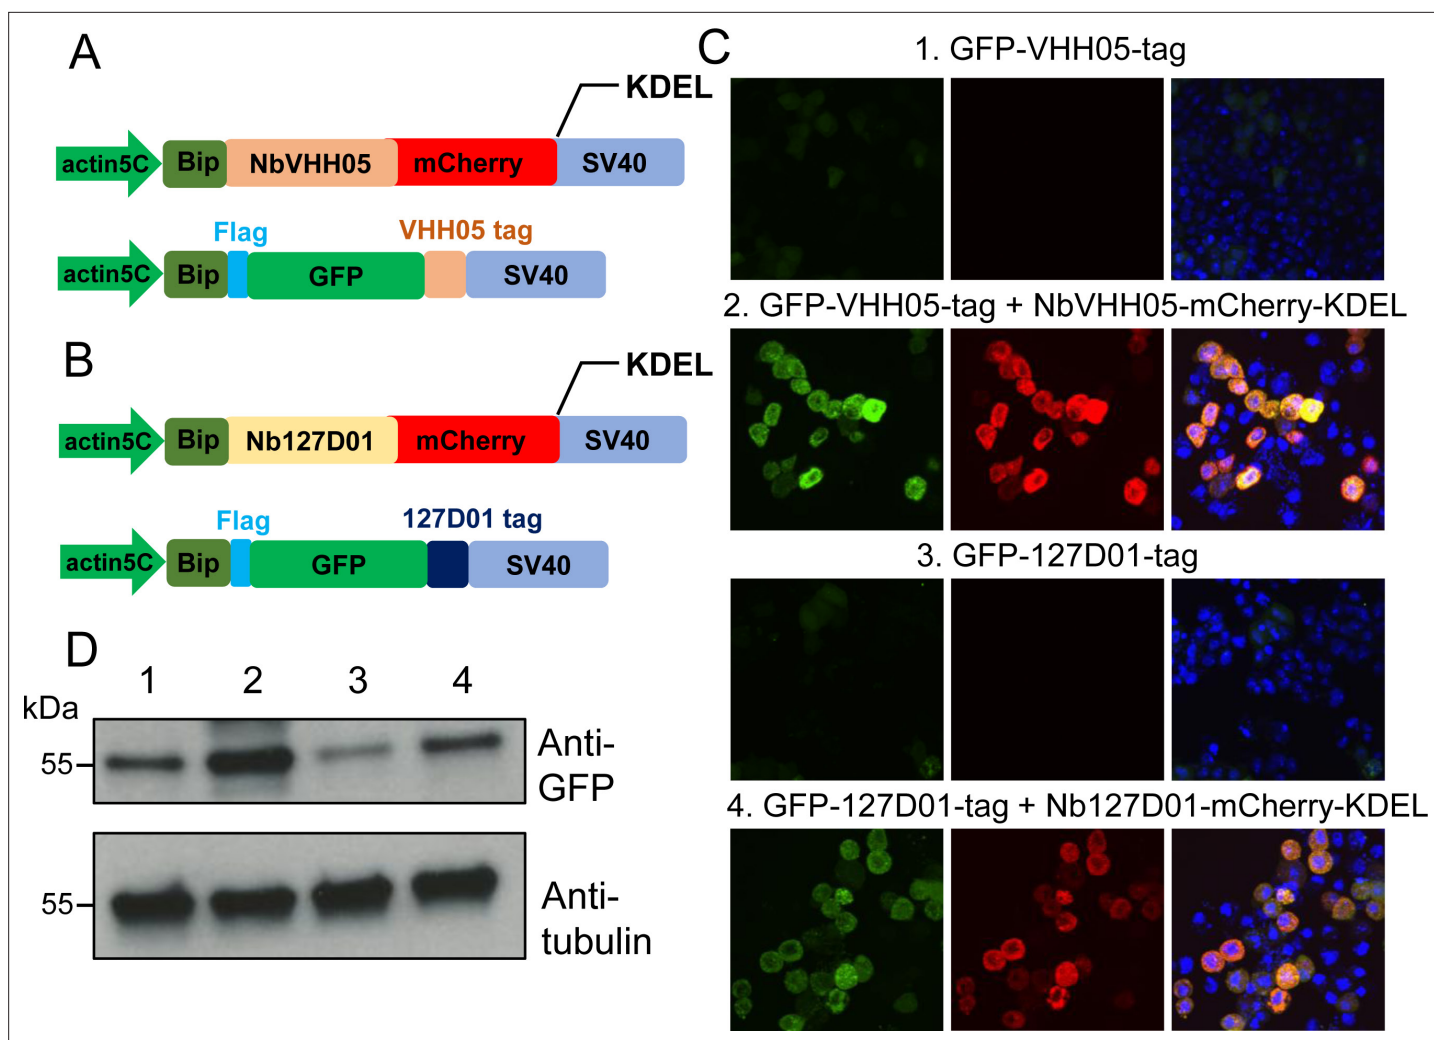 A
KDEL
actin5C Bip NbVHH05 mCherry SV40
Flag VHH05 tag
actin5C Bip GFP SV40
B
KDEL
actin5C Bip Nb127D01 mCherry SV40
Flag 127D01 tag
actin5C Bip GFP SV40
C
1. GFP-VHH05-tag
2. GFP-VHH05-tag + NbVHH05-mCherry-KDEL
3. GFP-127D01-tag
4. GFP-127D01-tag + Nb127D01-mCherry-KDEL
D
1 2 3 4
kDa
55
Anti-
GFP
55
Anti-
tubulin